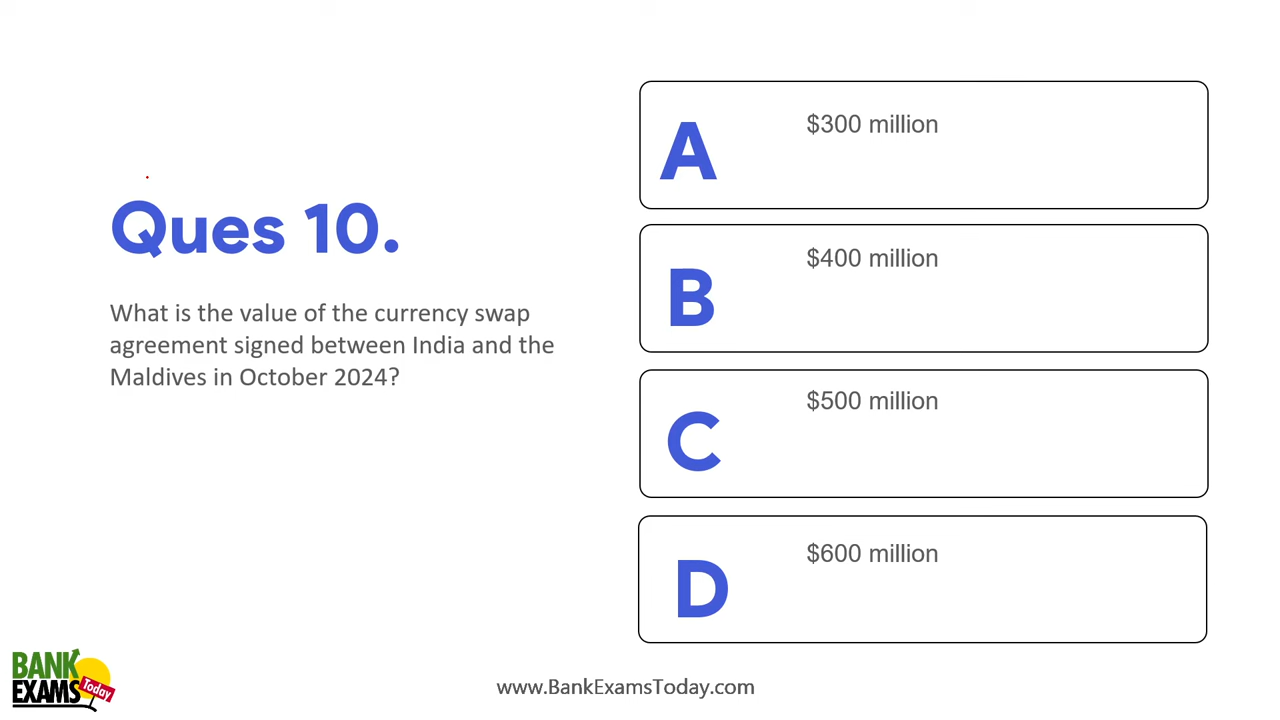 Ques 10.
What is the value of the currency swap
agreement signed between India and the
Maldives in October 2024?
A
$300 million
B
$400 million
C
$500 million
D
$600 million
BANK
EXAMS
Today
www.BankExamsToday.com